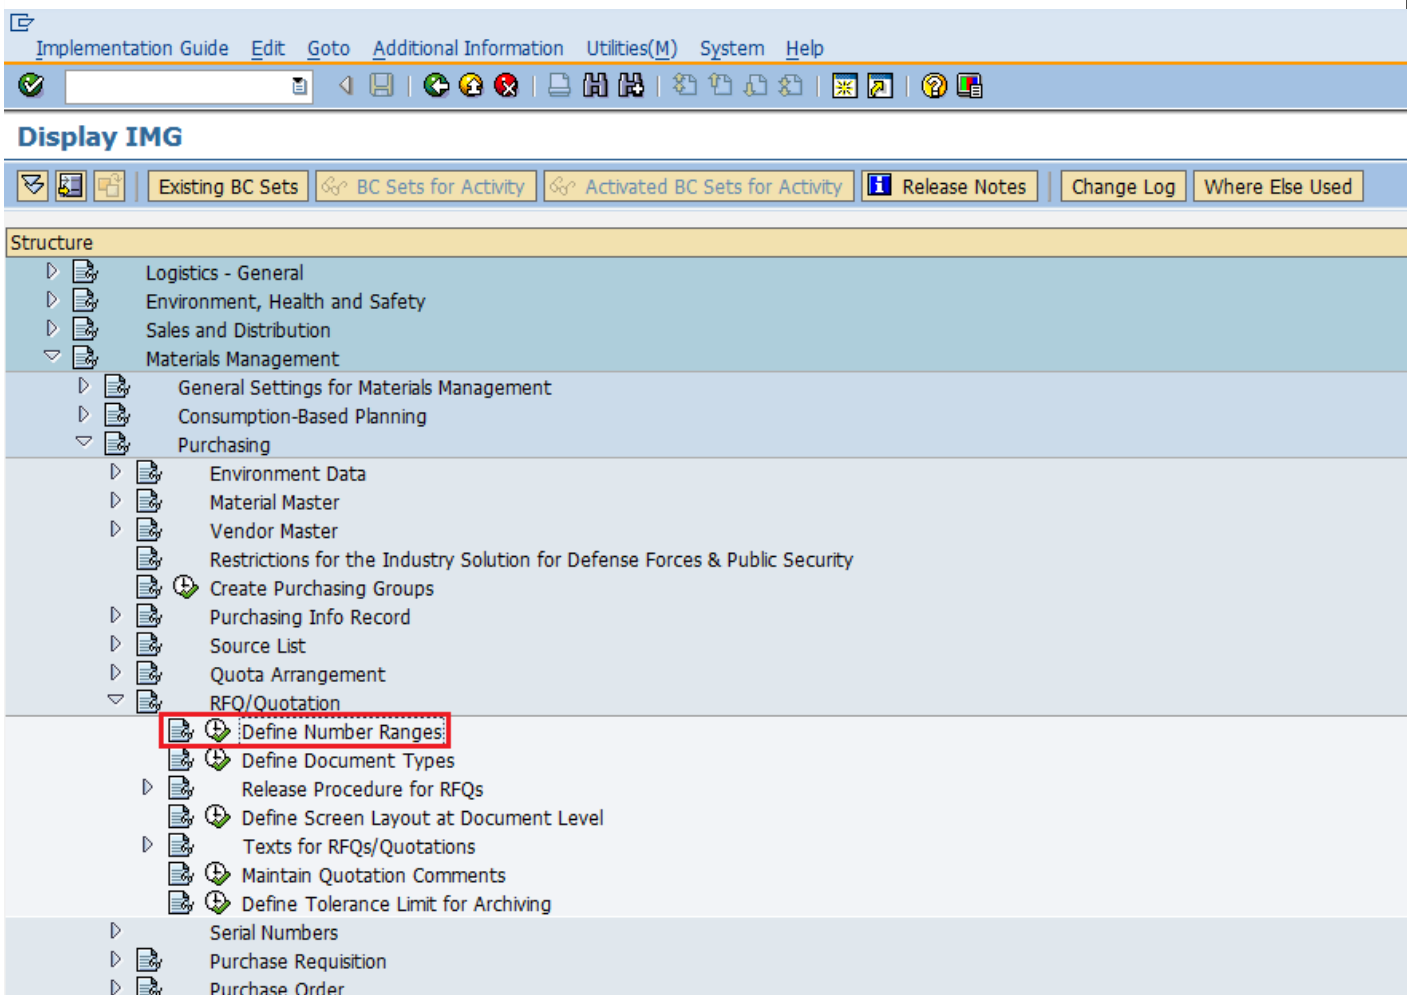 Implementation Guide Edit Goto Additional Information Utilities(M) System Help
Display IMG
Existing BC Sets BC Sets for Activity Activated BC Sets for Activity Release Notes Change Log Where Else Used
Structure
Logistics - General
Environment, Health and Safety
Sales and Distribution
Materials Management
General Settings for Materials Management
Consumption-Based Planning
Purchasing
Environment Data
Material Master
Vendor Master
Restrictions for the Industry Solution for Defense Forces & Public Security
Create Purchasing Groups
Purchasing Info Record
Source List
Quota Arrangement
RFQ/Quotation
Define Number Ranges
Define Document Types
Release Procedure for RFQs
Define Screen Layout at Document Level
Texts for RFQs/Quotations
Maintain Quotation Comments
Define Tolerance Limit for Archiving
Serial Numbers
Purchase Requisition
Purchase Order